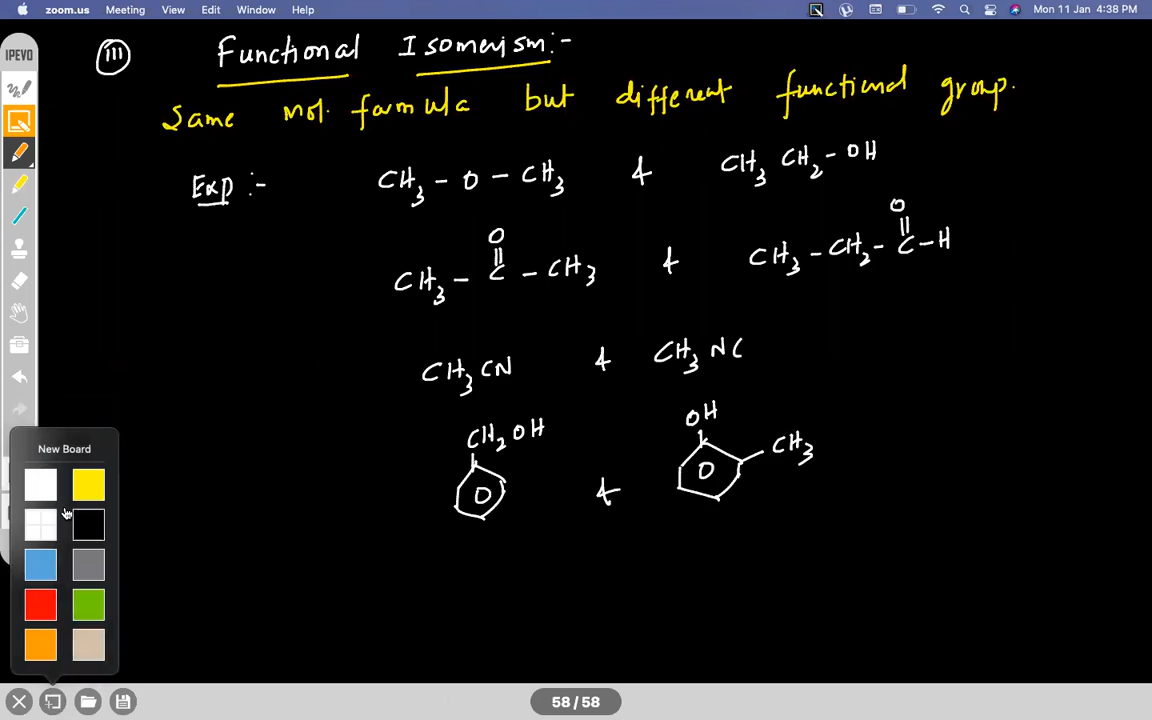 zoom.us Meeting View Edit Window Help Mon 11 Jan 4:38 PM
IPEVO
(iii) Functional Isomerism:-
Same mol. formula but different functional group.
Exp :- CH3 - O - CH3 & CH3 CH2 - OH
O O
|| ||
CH3 - C - CH3 & CH3 - CH2 - C - H
CH3 CN & CH3 NC
CH2 OH & OH CH3
New Board
58 / 58